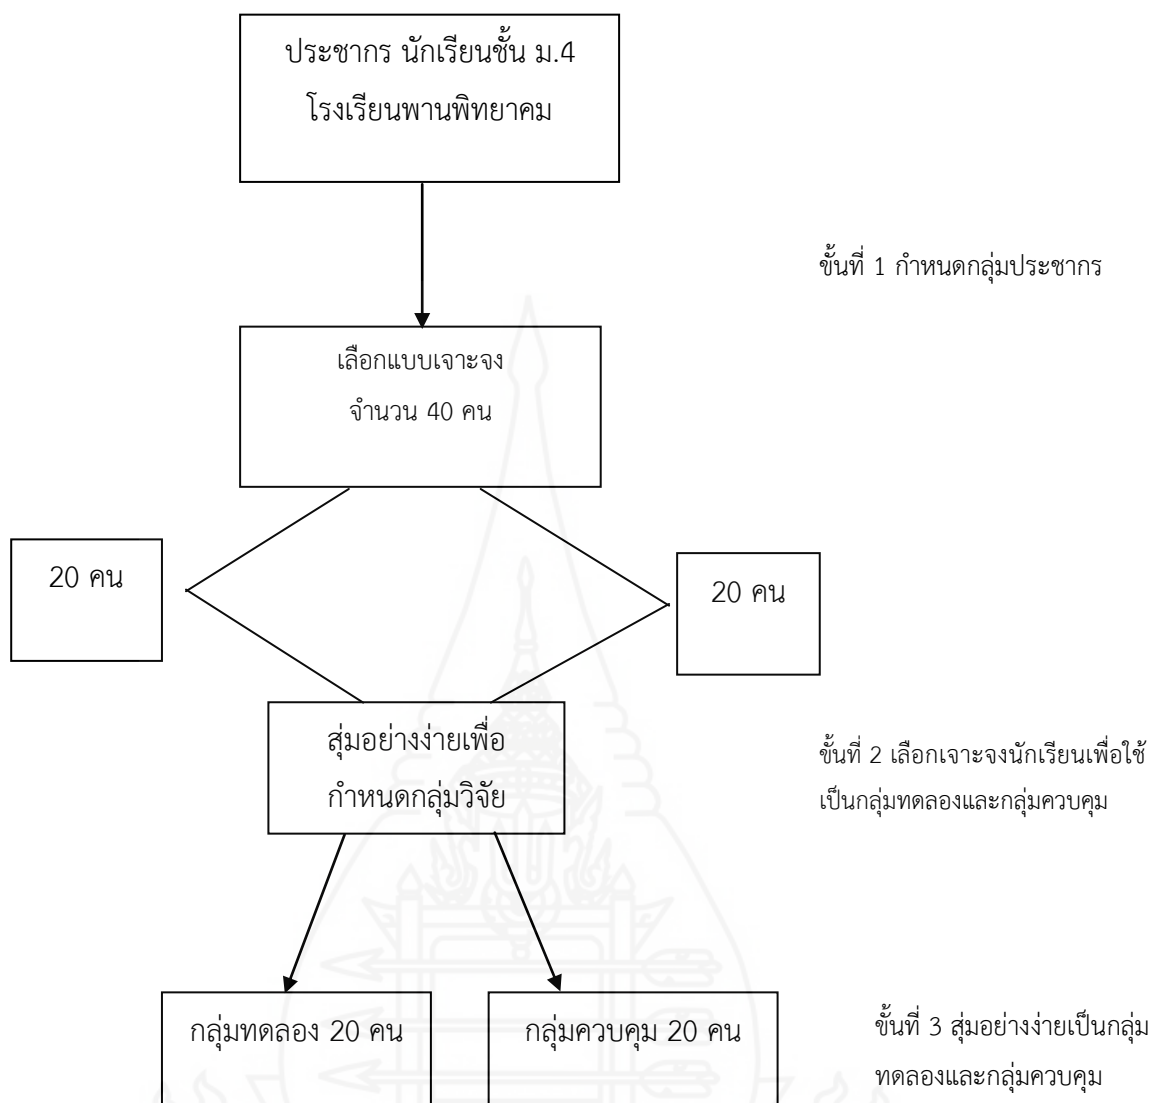 ประชากร นักเรียนชั้น ม.4
โรงเรียนพานพิทยาคม
ขั้นที่ 1 กำหนดกลุ่มประชากร
เลือกแบบเจาะจง
จำนวน 40 คน
20 คน
20 คน
สุ่มอย่างง่ายเพื่อ
กำหนดกลุ่มวิจัย
ขั้นที่ 2 เลือกเจาะจงนักเรียนเพื่อใช้
เป็นกลุ่มทดลองและกลุ่มควบคุม
กลุ่มทดลอง 20 คน
กลุ่มควบคุม 20 คน
ขั้นที่ 3 สุ่มอย่างง่ายเป็นกลุ่ม
ทดลองและกลุ่มควบคุม